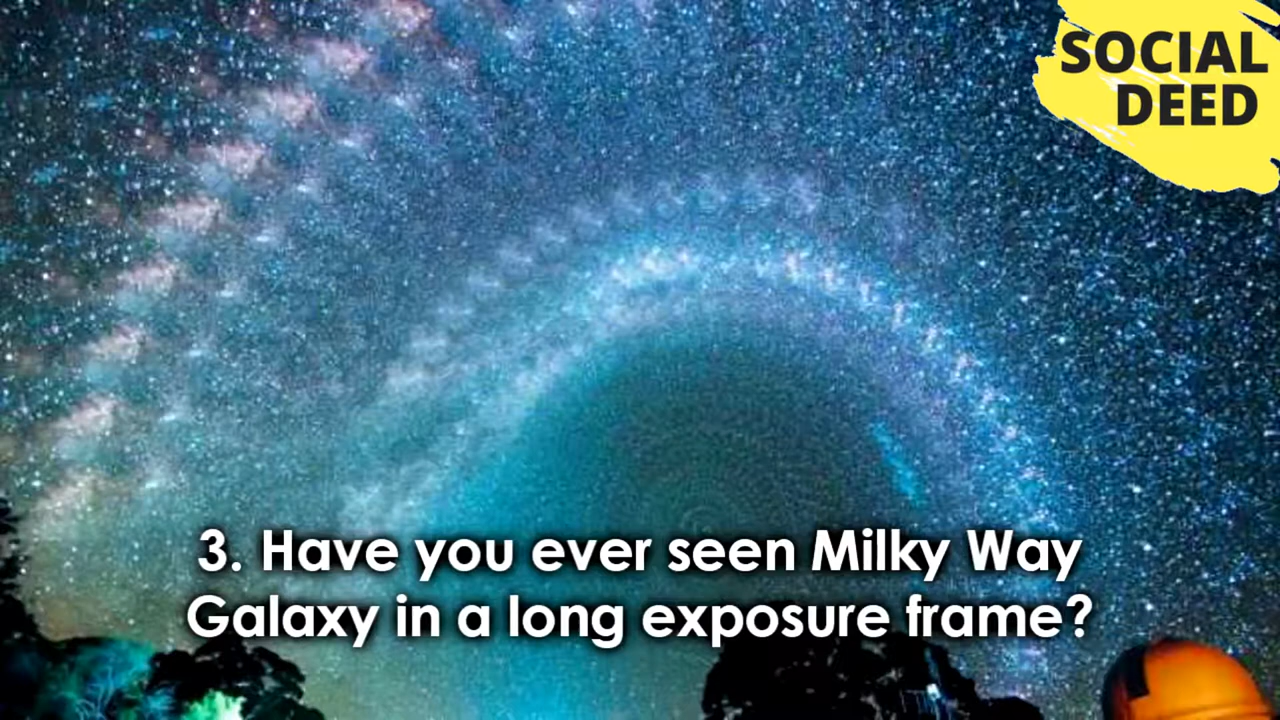 SOCIAL
DEED
3. Have you ever seen Milky Way
Galaxy in a long exposure frame?